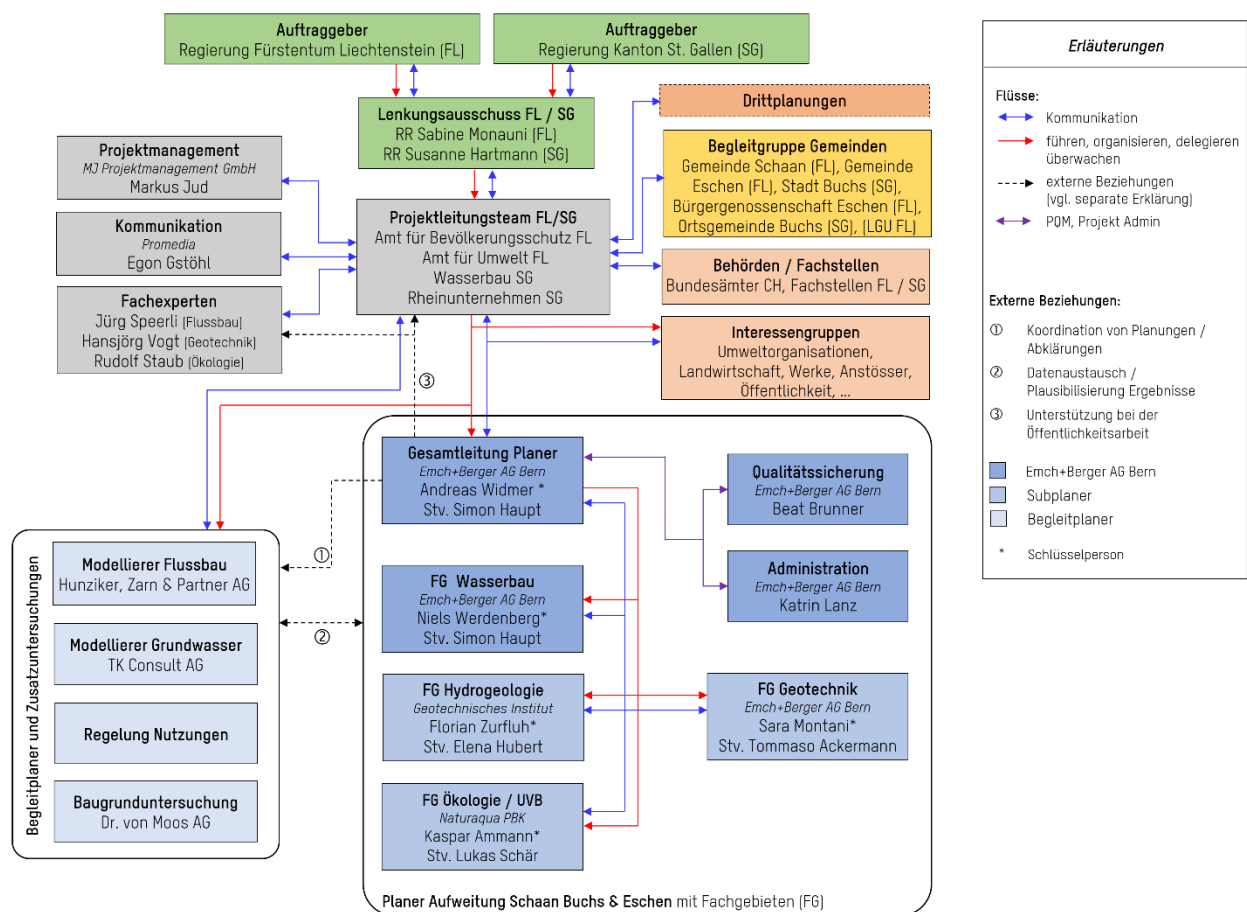 Auftraggeber
Regierung Fürstentum Liechtenstein (FL)
Auftraggeber
Regierung Kanton St. Gallen (SG)
Lenkungsausschuss FL / SG
RR Sabine Monauni (FL)
RR Susanne Hartmann (SG)
Drittplanungen
Projektmanagement
MJ Projektmanagement GmbH
Markus Jud
Begleitgruppe Gemeinden
Gemeinde Schaan (FL), Gemeinde
Eschen (FL), Stadt Buchs (SG),
Bürgergenossenschaft Eschen (FL),
Ortsgemeinde Buchs (SG), (LGU FL)
Projektleitungsteam FL/SG
Amt für Bevölkerungsschutz FL
Amt für Umwelt FL
Wasserbau SG
Rheinunternehmen SG
Kommunikation
Promedia
Egon Gstöhl
Behörden / Fachstellen
Bundesämter CH, Fachstellen FL / SG
Fachexperten
Jürg Speerli (Flussbau)
Hansjörg Vogt (Geotechnik)
Rudolf Staub (Ökologie)
Interessengruppen
Umweltorganisationen,
Landwirtschaft, Werke, Anstösser,
Öffentlichkeit, ...
③
Gesamtleitung Planer
Emch+Berger AG Bern
Andreas Widmer *
Stv. Simon Haupt
Qualitätssicherung
Emch+Berger AG Bern
Beat Brunner
Administration
Emch+Berger AG Bern
Katrin Lanz
①
②
Begleitplaner und Zusatzuntersuchungen
Modellierer Flussbau
Hunziker, Zarn & Partner AG
Modellierer Grundwasser
TK Consult AG
Regelung Nutzungen
Baugrunduntersuchung
Dr. von Moos AG
FG Wasserbau
Emch+Berger AG Bern
Niels Werdenberg*
Stv. Simon Haupt
FG Hydrogeologie
Geotechnisches Institut
Florian Zurfluh*
Stv. Elena Hubert
FG Geotechnik
Emch+Berger AG Bern
Sara Montani*
Stv. Tommaso Ackermann
FG Ökologie / UVB
Naturaqua PBK
Kaspar Ammann*
Stv. Lukas Schär
Planer Aufweitung Schaan Buchs & Eschen mit Fachgebieten (FG)
Erläuterungen
Flüsse:
Kommunikation
führen, organisieren, delegieren
überwachen
externe Beziehungen
(vgl. separate Erklärung)
PQM, Projekt Admin
Externe Beziehungen:
① Koordination von Planungen /
Abklärungen
② Datenaustausch /
Plausibilisierung Ergebnisse
③ Unterstützung bei der
Öffentlichkeitsarbeit
Emch+Berger AG Bern
Subplaner
Begleitplaner
* Schlüsselperson